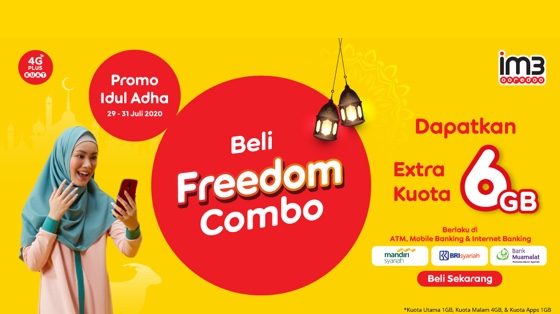 4G
PLUS
KUAT
Promo
Idul Adha
29 - 31 Juli 2020
Beli
Freedom
Combo
im3
ooredoo
Dapatkan
Extra
Kuota
6GB
Berlaku di
ATM, Mobile Banking & Internet Banking
mandiri
syariah
BRIsyariah
Bank
Muamalat
Beli Sekarang
*Kuota Utama 1GB, Kuota Malam 4GB, & Kuota Apps 1GB